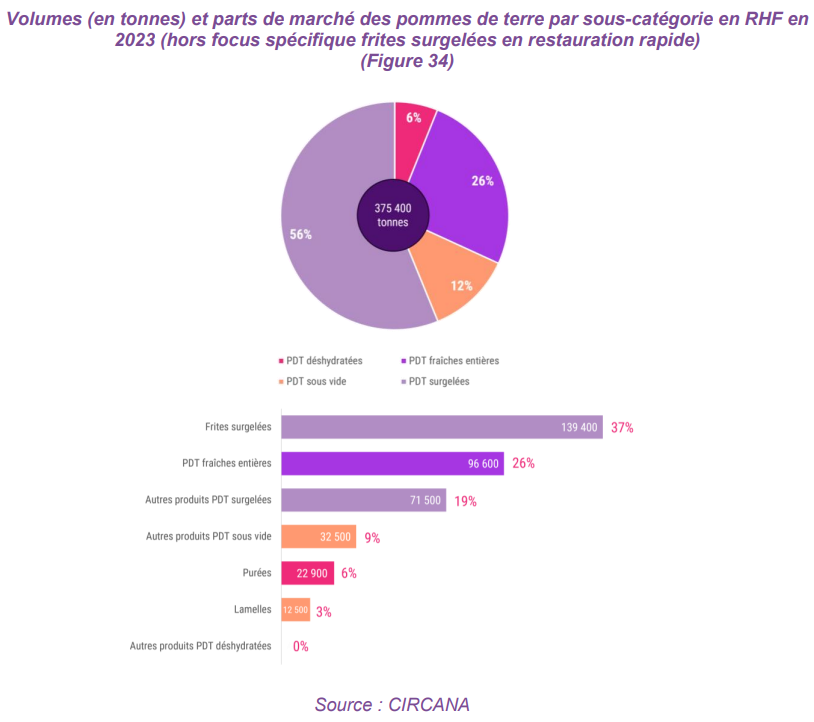 Volumes (en tonnes) et parts de marché des pommes de terre par sous-catégorie en RHF en
2023 (hors focus spécifique frites surgelées en restauration rapide)
(Figure 34)
6%
26%
375 400
tonnes
56%
12%
PDT déshydratées
PDT fraîches entières
PDT sous vide
PDT surgelées
Frites surgelées 139 400 37%
PDT fraîches entières 96 600 26%
Autres produits PDT surgelées 71 500 19%
Autres produits PDT sous vide 32 500 9%
Purées 22 900 6%
Lamelles 12 500 3%
Autres produits PDT déshydratées 0%
Source : CIRCANA